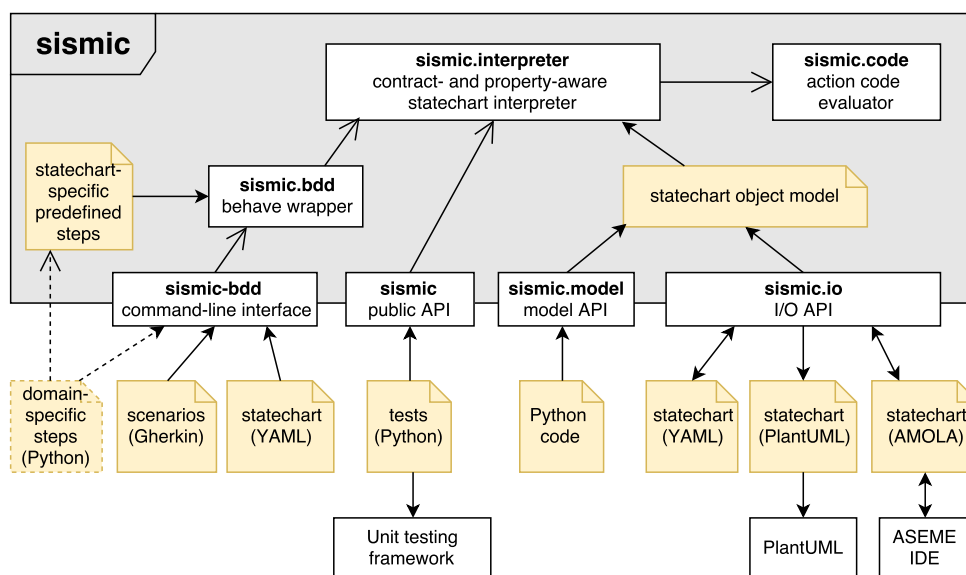 sismic
sismic.interpreter
contract- and property-aware
statechart interpreter
sismic.code
action code
evaluator
statechart-
specific
predefined
steps
sismic.bdd
behave wrapper
statechart object model
sismic-bdd
command-line interface
sismic
public API
sismic.model
model API
sismic.io
I/O API
domain-
specific
steps
(Python)
scenarios
(Gherkin)
statechart
(YAML)
tests
(Python)
Python
code
statechart
(YAML)
statechart
(PlantUML)
statechart
(AMOLA)
Unit testing
framework
PlantUML
ASEME
IDE